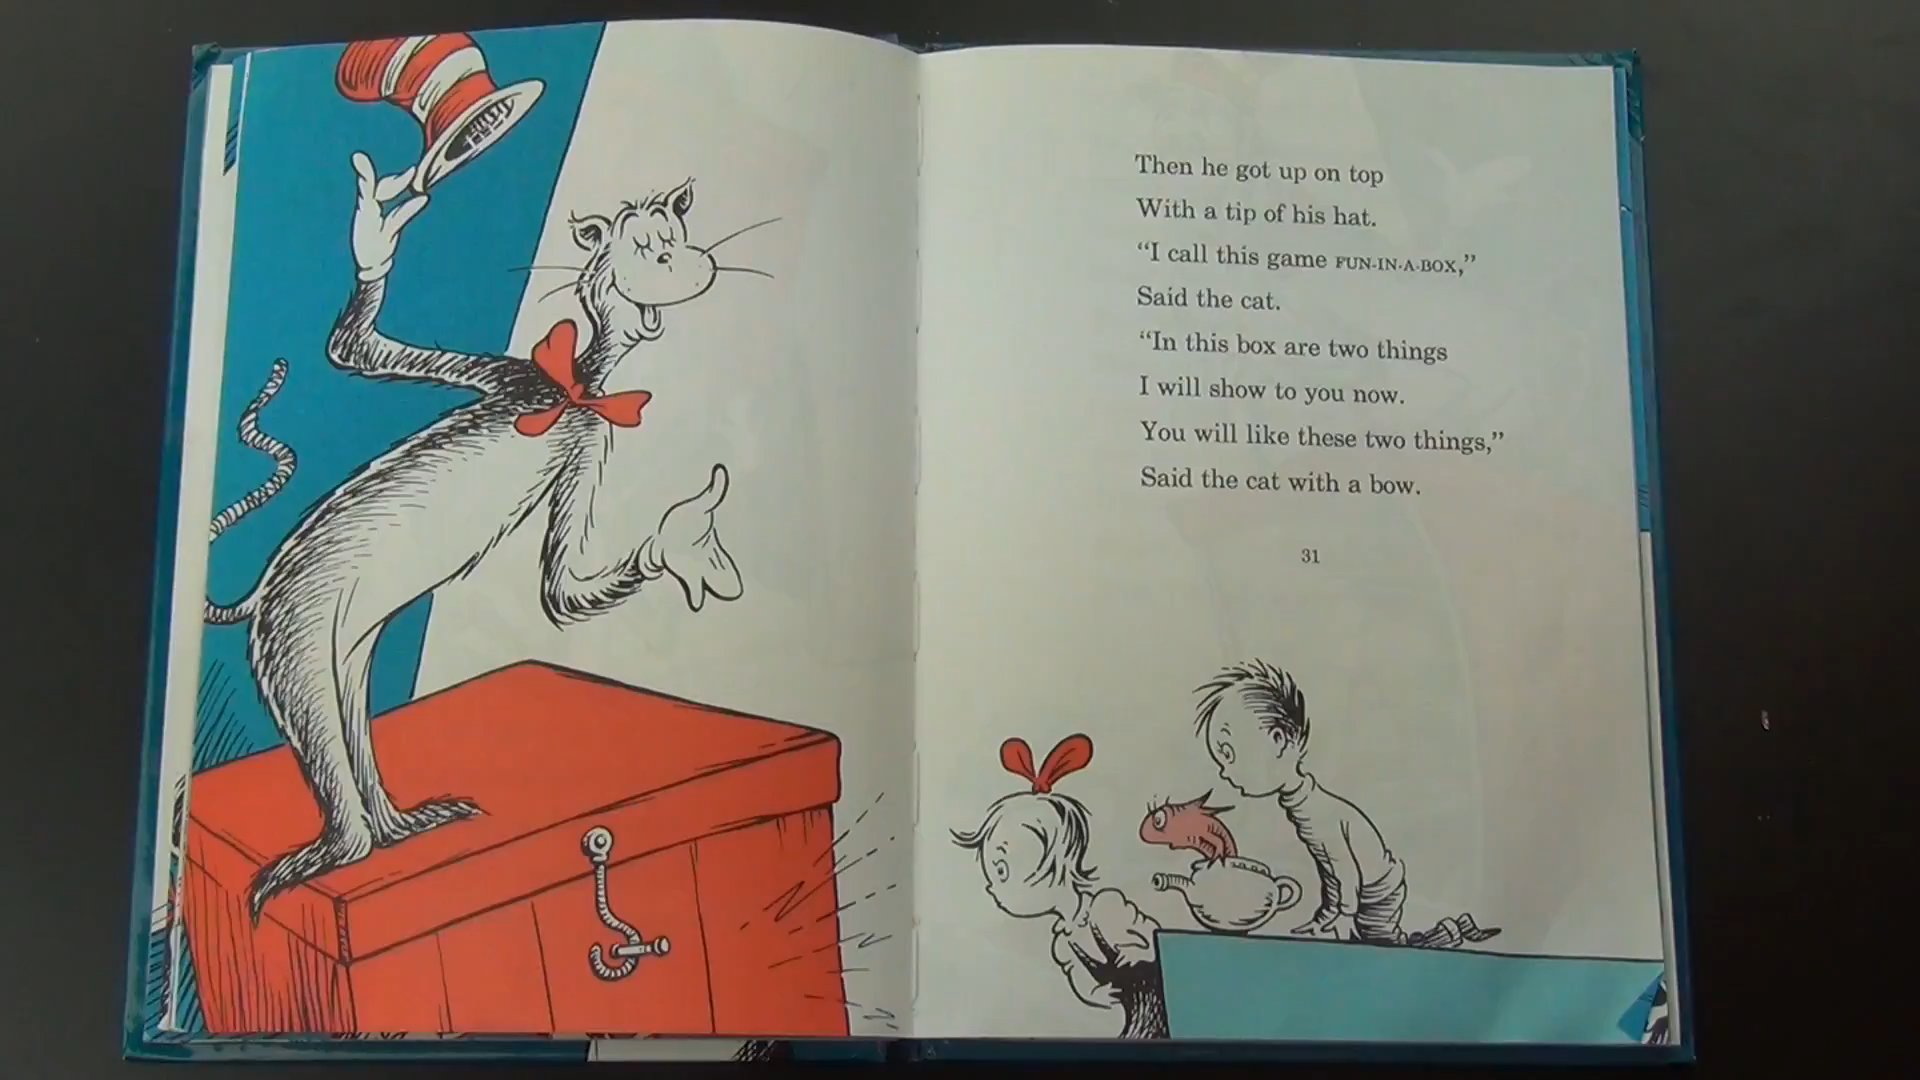 Then he got up on top
With a tip of his hat.
“I call this game FUN-IN-A-BOX,”
Said the cat.
“In this box are two things
I will show to you now.
You will like these two things,”
Said the cat with a bow.
31